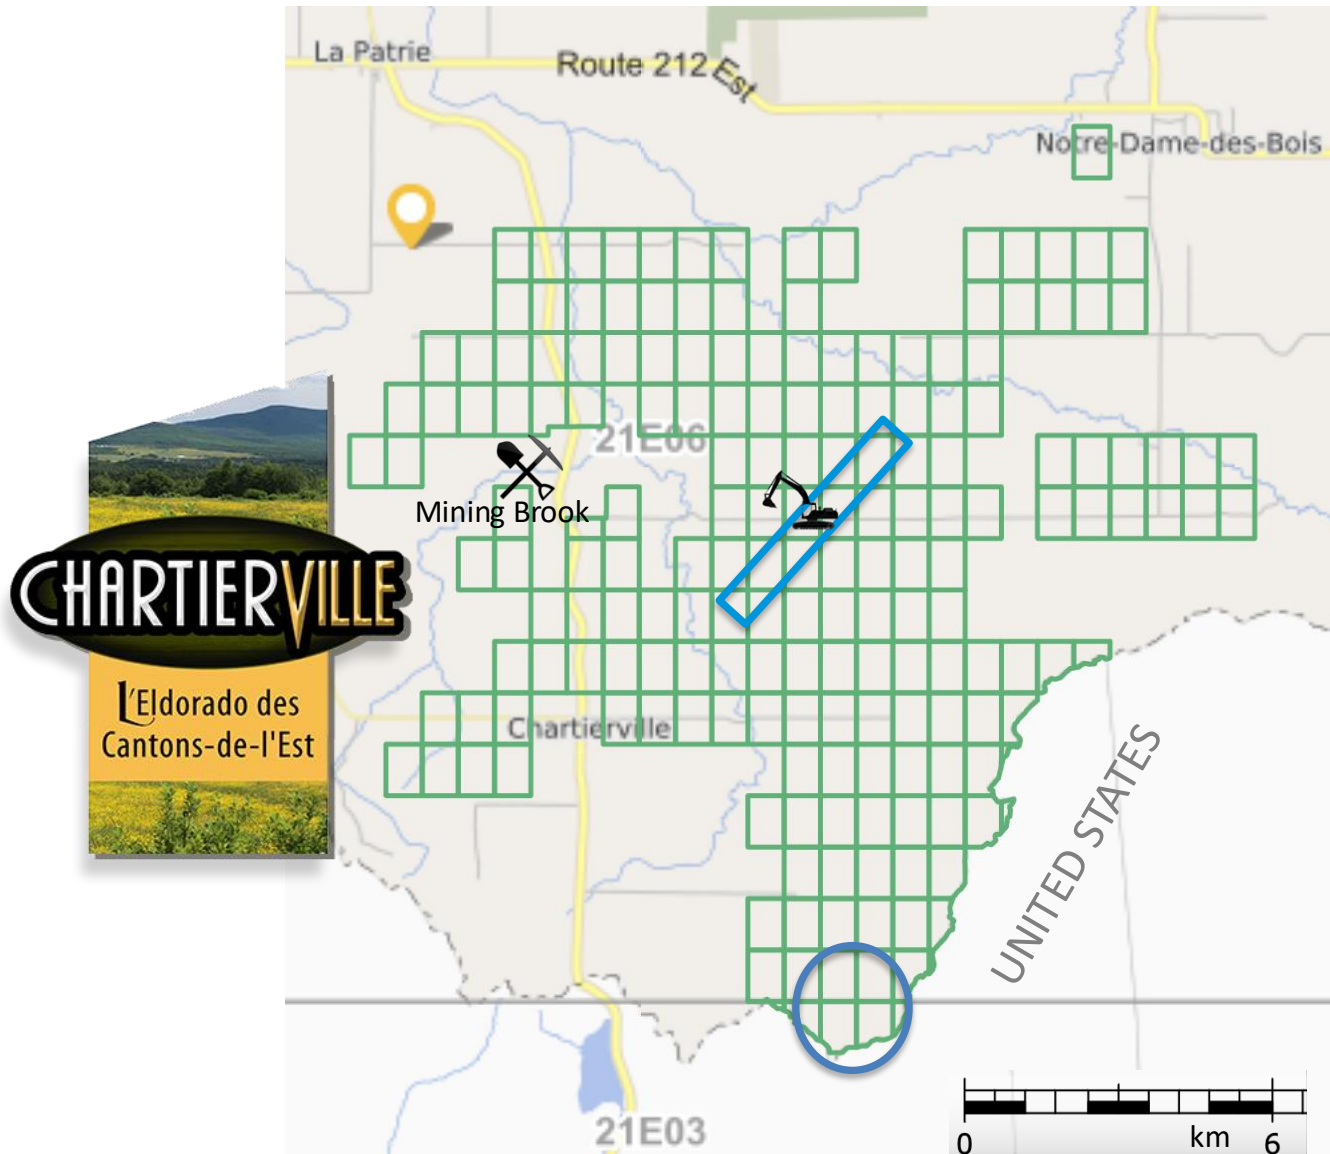 La Patrie
Route 212 Est
Notre-Dame-des-Bois
21E06
Mining Brook
CHARTIERVILLE
L'Eldorado des
Cantons-de-l'Est
Chartierville
UNITED STATES
21E03
0 km 6